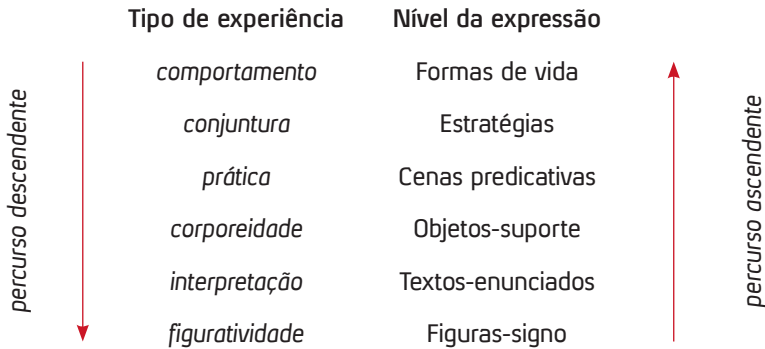 Tipo de experiência Nível da expressão
comportamento Formas de vida
conjuntura Estratégias
prática Cenas predicativas
corporeidade Objetos-suporte
interpretação Textos-enunciados
figuratividade Figuras-signo
percurso descendente
percurso ascendente